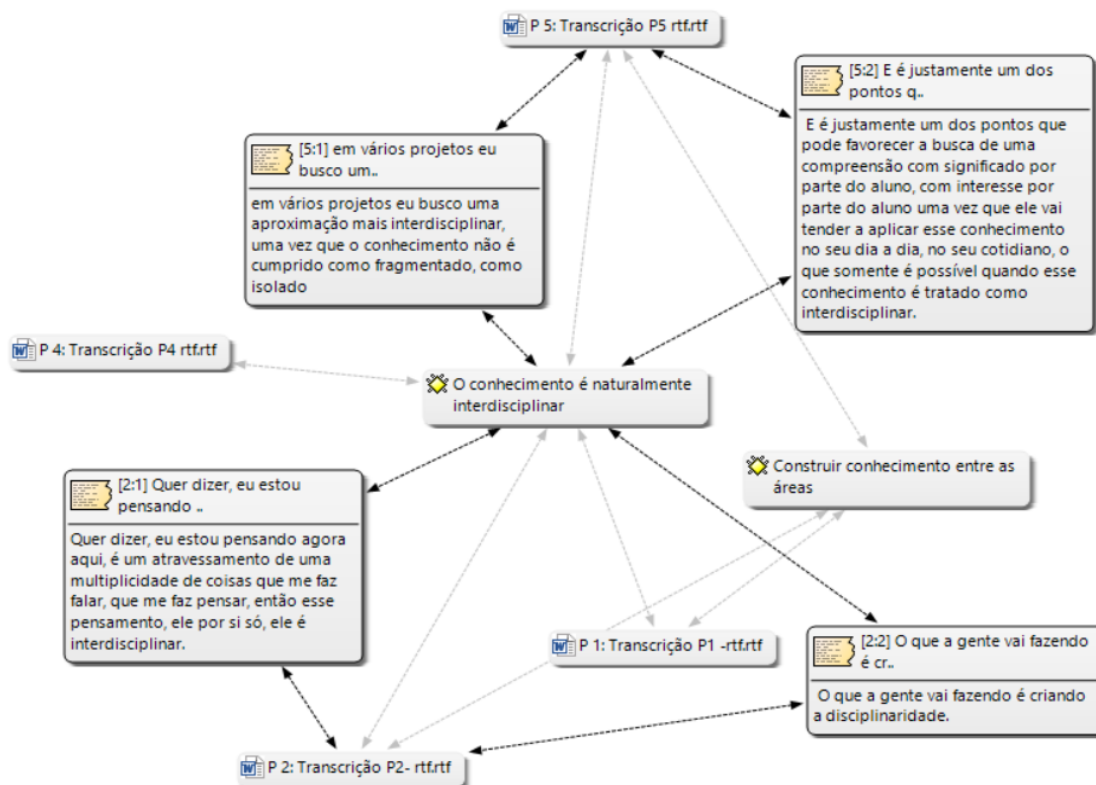 P 5: Transcrição P5 rtf.rtf
[5:2] E é justamente um dos
pontos q..
E é justamente um dos pontos que
pode favorecer a busca de uma
compreensão com significado por
parte do aluno, com interesse por
parte do aluno uma vez que ele vai
tender a aplicar esse conhecimento
no seu dia a dia, no seu cotidiano, o
que somente é possível quando esse
conhecimento é tratado como
interdisciplinar.
[5:1] em vários projetos eu
busco um..
em vários projetos eu busco uma
aproximação mais interdisciplinar,
uma vez que o conhecimento não é
cumprido como fragmentado, como
isolado
P 4: Transcrição P4 rtf.rtf
O conhecimento é naturalmente
interdisciplinar
Construir conhecimento entre as
áreas
[2:1] Quer dizer, eu estou
pensando ..
Quer dizer, eu estou pensando agora
aqui, é um atravessamento de uma
multiplicidade de coisas que me faz
falar, que me faz pensar, então esse
pensamento, ele por si só, ele é
interdisciplinar.
P 1: Transcrição P1 -rtf.rtf
[2:2] O que a gente vai fazendo
é cr..
O que a gente vai fazendo é criando
a disciplinaridade.
P 2: Transcrição P2- rtf.rtf